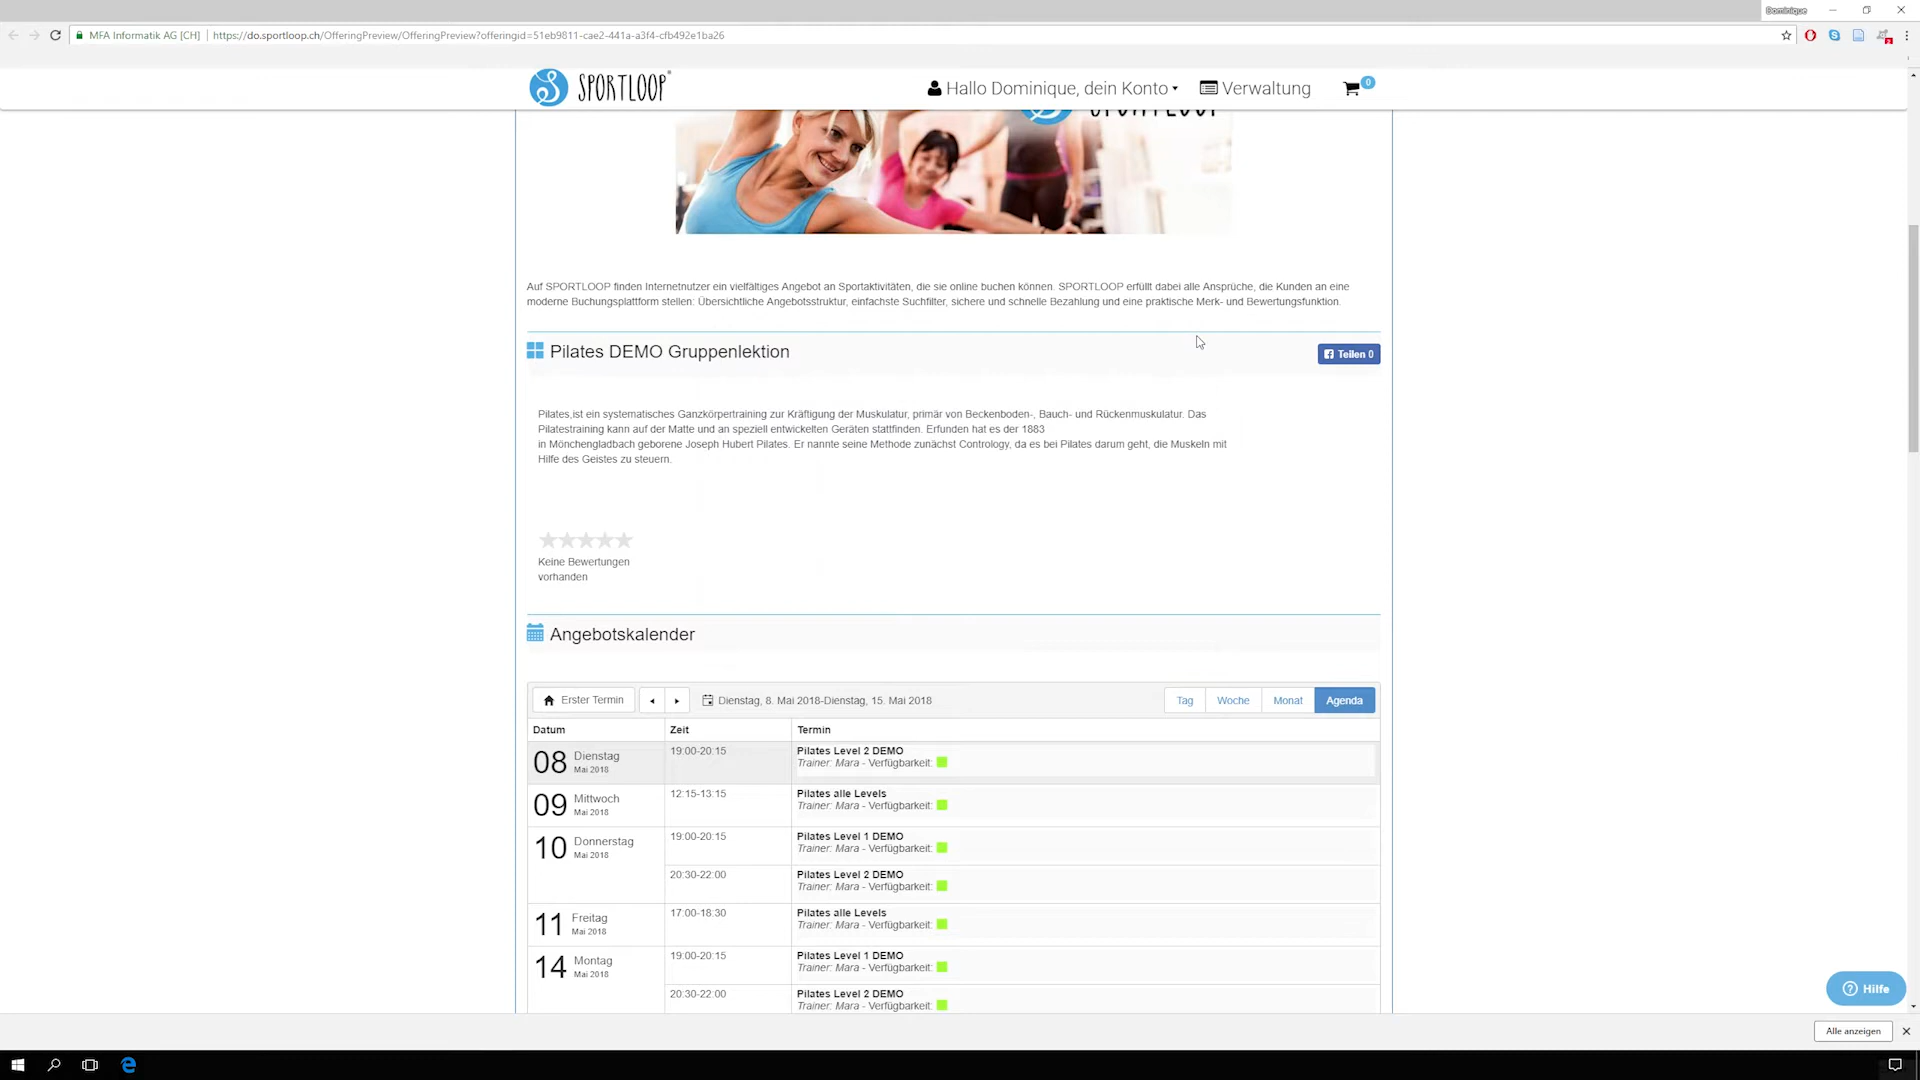 Dominique
MFA Informatik AG [CH]
https://do.sportloop.ch/OfferingPreview/OfferingPreview?offeringid=51eb9811-cae2-441a-a3f4-cfb492e1ba26
SPORTLOOP
Hallo Dominique, dein Konto
Verwaltung
0
Auf SPORTLOOP finden Internetnutzer ein vielfältiges Angebot an Sportaktivitäten, die sie online buchen können. SPORTLOOP erfüllt dabei alle Ansprüche, die Kunden an eine
moderne Buchungsplattform stellen: Übersichtliche Angebotsstruktur, einfachste Suchfilter, sichere und schnelle Bezahlung und eine praktische Merk- und Bewertungsfunktion.
Pilates DEMO Gruppenlektion
Teilen 0
Pilates,ist ein systematisches Ganzkörpertraining zur Kräftigung der Muskulatur, primär von Beckenboden-, Bauch- und Rückenmuskulatur. Das
Pilatestraining kann auf der Matte und an speziell entwickelten Geräten stattfinden. Erfunden hat es der 1883
in Mönchengladbach geborene Joseph Hubert Pilates. Er nannte seine Methode zunächst Contrology, da es bei Pilates darum geht, die Muskeln mit
Hilfe des Geistes zu steuern.
Keine Bewertungen
vorhanden
Angebotskalender
Erster Termin
Dienstag, 8. Mai 2018-Dienstag, 15. Mai 2018
Tag Woche Monat Agenda
Datum Zeit Termin
08 Dienstag
Mai 2018
19:00-20:15
Pilates Level 2 DEMO
Trainer: Mara - Verfügbarkeit:
09 Mittwoch
Mai 2018
12:15-13:15
Pilates alle Levels
Trainer: Mara - Verfügbarkeit:
10 Donnerstag
Mai 2018
19:00-20:15
Pilates Level 1 DEMO
Trainer: Mara - Verfügbarkeit:
20:30-22:00
Pilates Level 2 DEMO
Trainer: Mara - Verfügbarkeit:
11 Freitag
Mai 2018
17:00-18:30
Pilates alle Levels
Trainer: Mara - Verfügbarkeit:
14 Montag
Mai 2018
19:00-20:15
Pilates Level 1 DEMO
Trainer: Mara - Verfügbarkeit:
20:30-22:00
Pilates Level 2 DEMO
Trainer: Mara - Verfügbarkeit:
Hilfe
Alle anzeigen